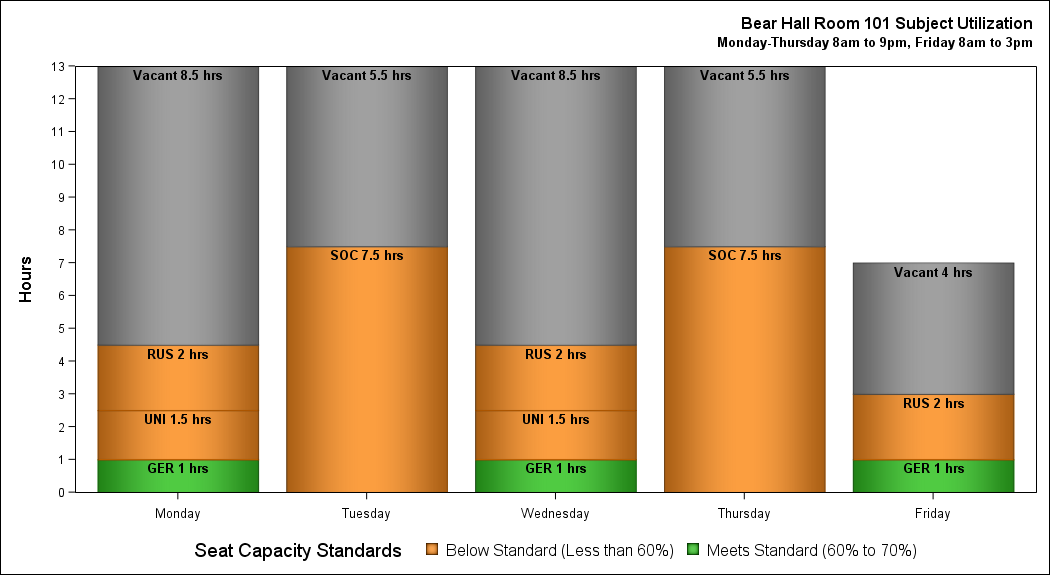 Bear Hall Room 101 Subject Utilization
Monday-Thursday 8am to 9pm, Friday 8am to 3pm
Hours
13
12
11
10
9
8
7
6
5
4
3
2
1
0
Vacant 8.5 hrs
RUS 2 hrs
UNI 1.5 hrs
GER 1 hrs
Vacant 5.5 hrs
SOC 7.5 hrs
Vacant 8.5 hrs
RUS 2 hrs
UNI 1.5 hrs
GER 1 hrs
Vacant 5.5 hrs
SOC 7.5 hrs
Vacant 4 hrs
RUS 2 hrs
GER 1 hrs
Monday Tuesday Wednesday Thursday Friday
Seat Capacity Standards Below Standard (Less than 60%) Meets Standard (60% to 70%)